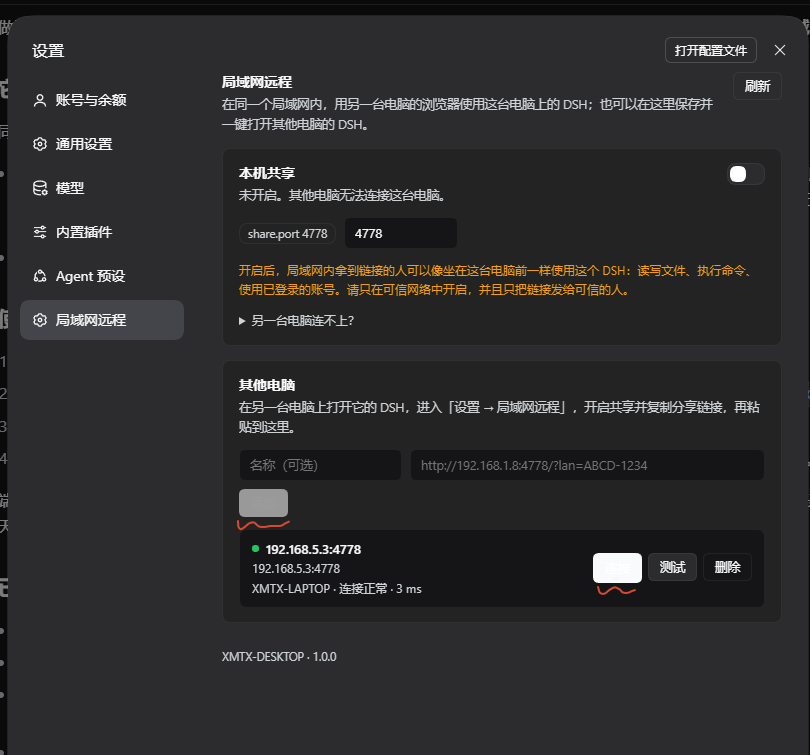 设置
打开配置文件
账号与余额
通用设置
模型
内置插件
Agent 预设
局域网远程
局域网远程
刷新
在同一个局域网内，用另一台电脑的浏览器使用这台电脑上的 DSH；也可以在这里保存并
一键打开其他电脑的 DSH。
本机共享
未开启。其他电脑无法连接这台电脑。
share.port 4778
4778
开启后，局域网内拿到链接的人可以像坐在这台电脑前一样使用这个 DSH：读写文件、执行命令、
使用已登录的账号。请只在可信网络中开启，并且只把链接发给可信的人。
另一台电脑连不上？
其他电脑
在另一台电脑上打开它的 DSH，进入「设置 → 局域网远程」，开启共享并复制分享链接，再粘
贴到这里。
名称（可选）
http://192.168.1.8:4778/?lan=ABCD-1234
192.168.5.3:4778
192.168.5.3:4778
XMTX-LAPTOP · 连接正常 · 3 ms
测试
删除
XMTX-DESKTOP · 1.0.0